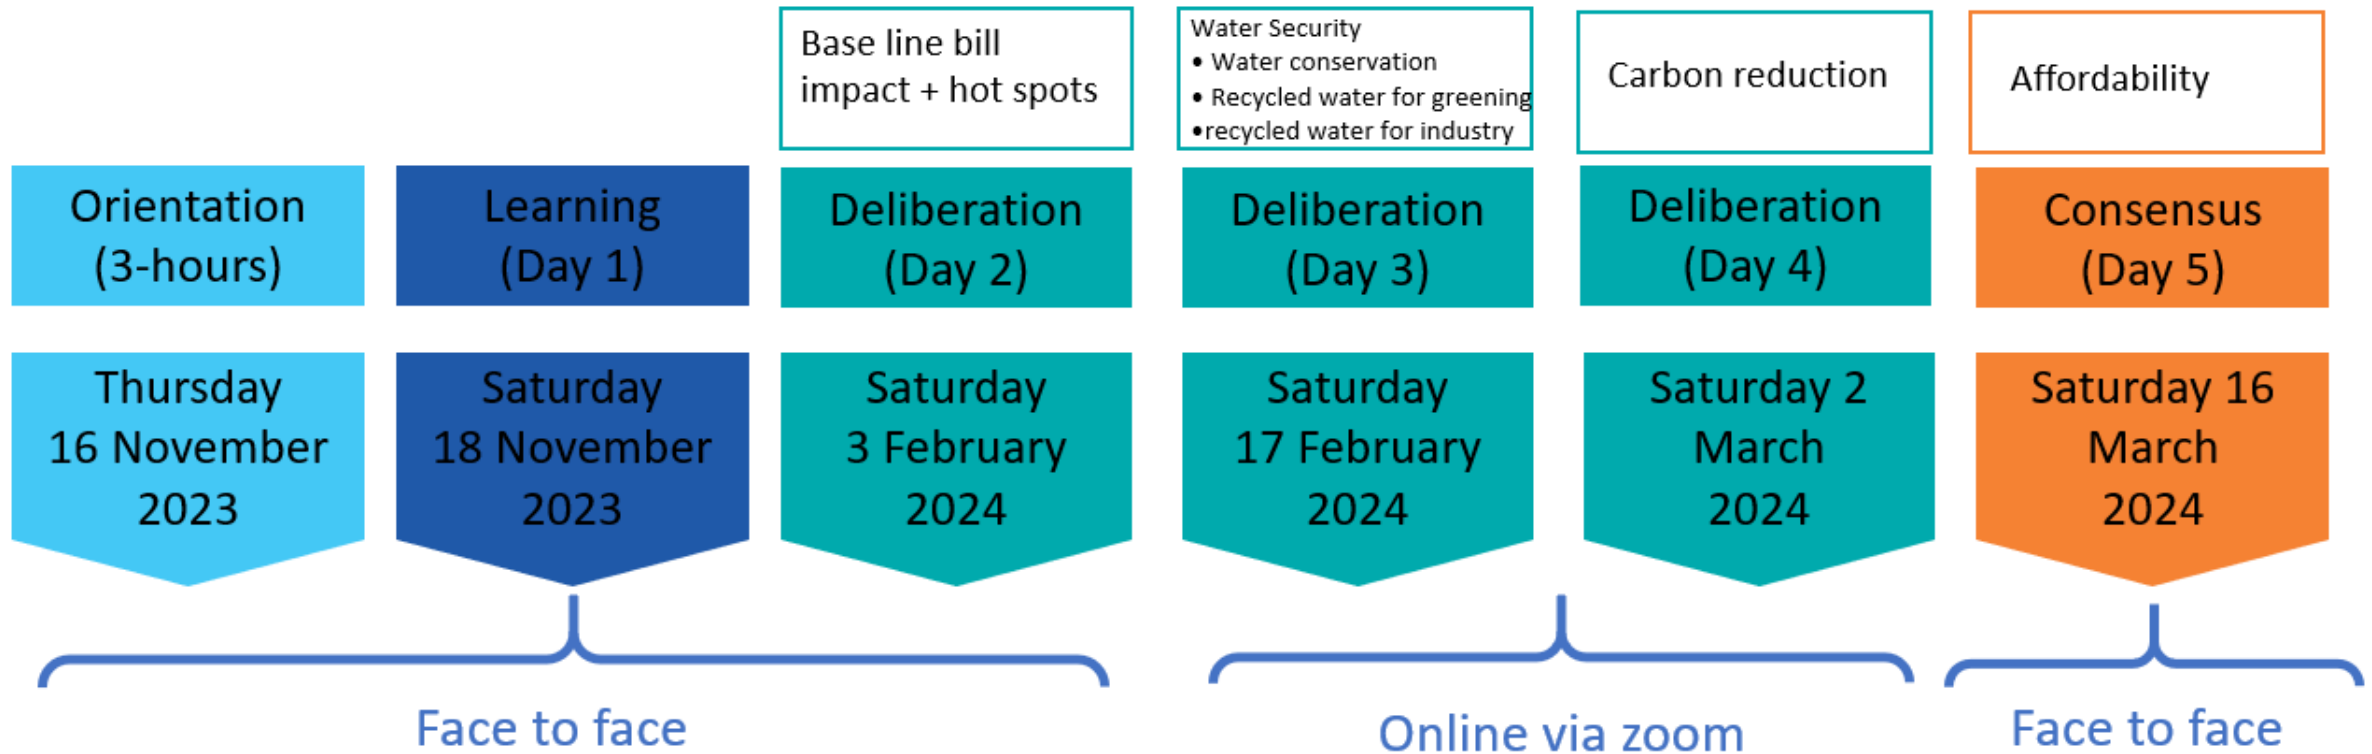 Base line bill
impact + hot spots
Water Security
• Water conservation
• Recycled water for greening
•recycled water for industry
Carbon reduction
Affordability
Orientation
(3-hours)
Learning
(Day 1)
Deliberation
(Day 2)
Deliberation
(Day 3)
Deliberation
(Day 4)
Consensus
(Day 5)
Thursday
16 November
2023
Saturday
18 November
2023
Saturday
3 February
2024
Saturday
17 February
2024
Saturday 2
March
2024
Saturday 16
March
2024
Face to face
Online via zoom
Face to face